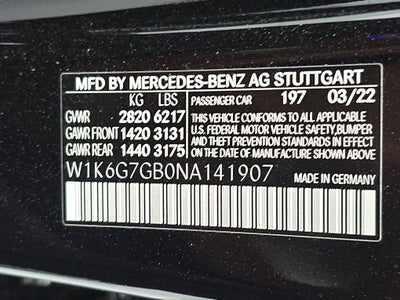 MFD BY MERCEDES-BENZ AG STUTTGART
KG LBS PASSENGER CAR 197 03/22
GVWR 2820 6217 THIS VEHICLE CONFORMS TO ALL APPLICABLE
GAWR FRONT 1420 3131 U.S. FEDERAL MOTOR VEHICLE SAFETY,BUMPER
GAWR REAR 1440 3175 AND THEFT PREVENTION STANDARDS IN EFFECT
ON THE DATE OF MANUFACTURE SHOWN ABOVE.
W1K6G7GB0NA141907 MADE IN GERMANY